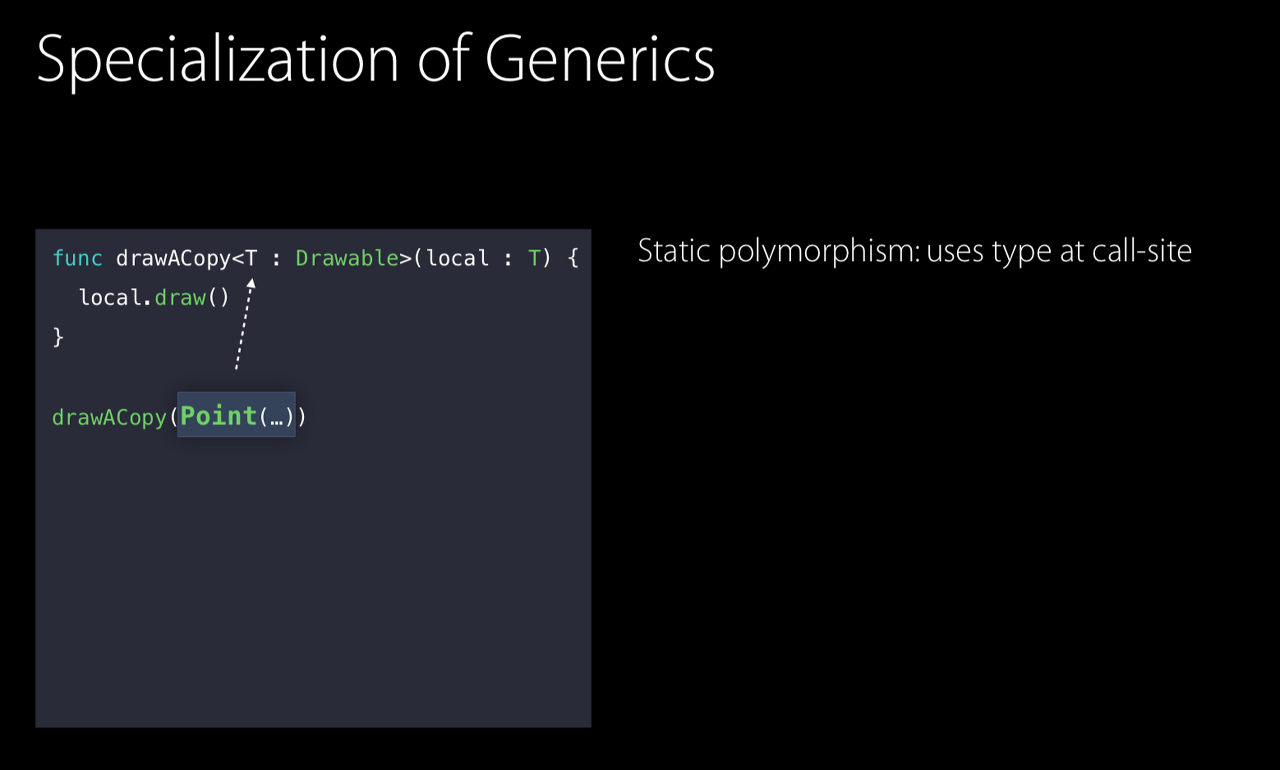 Specialization of Generics
func drawACopy<T : Drawable>(local : T) {
  local.draw()
}
drawACopy(Point(…))
Static polymorphism: uses type at call-site